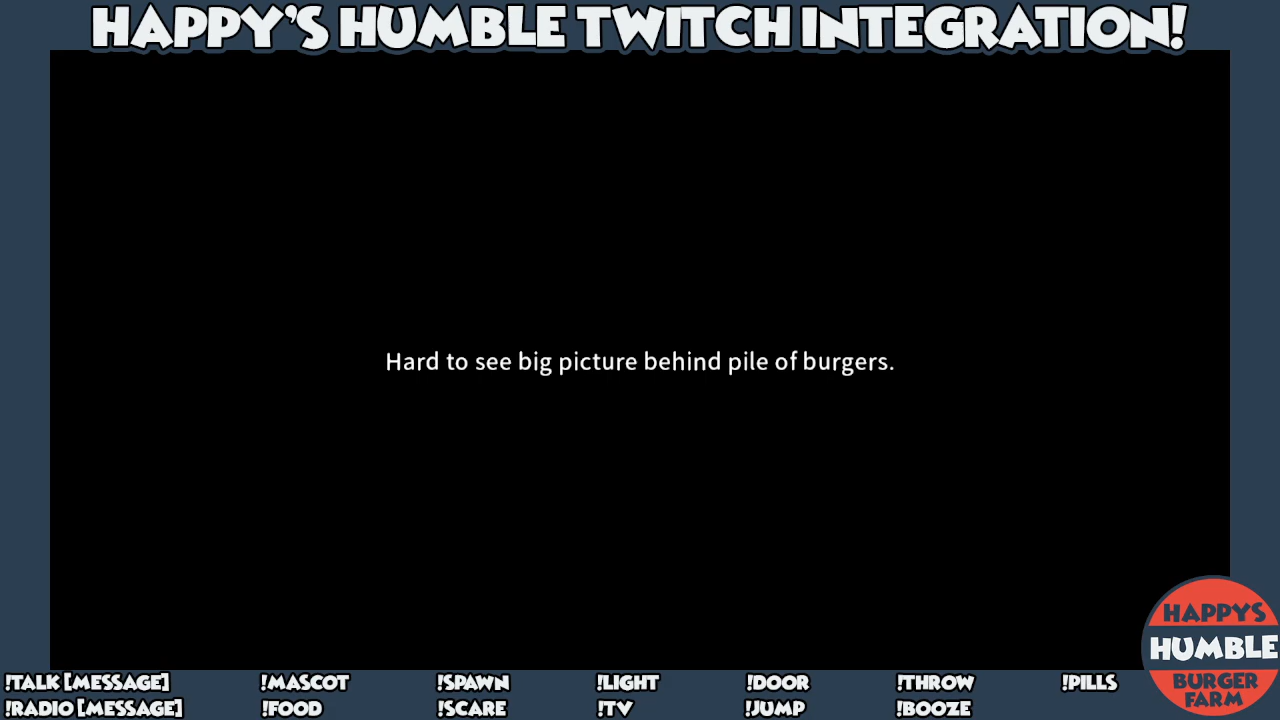 HAPPY'S HUMBLE TWITCH INTEGRATION!
Hard to see big picture behind pile of burgers.
HAPPYS
HUMBLE
BURGER
FARM
!TALK [MESSAGE] !MASCOT !SPAWN !LIGHT !DOOR !THROW !PILLS
!RADIO [MESSAGE] !FOOD !SCARE !TV !JUMP !BOOZE